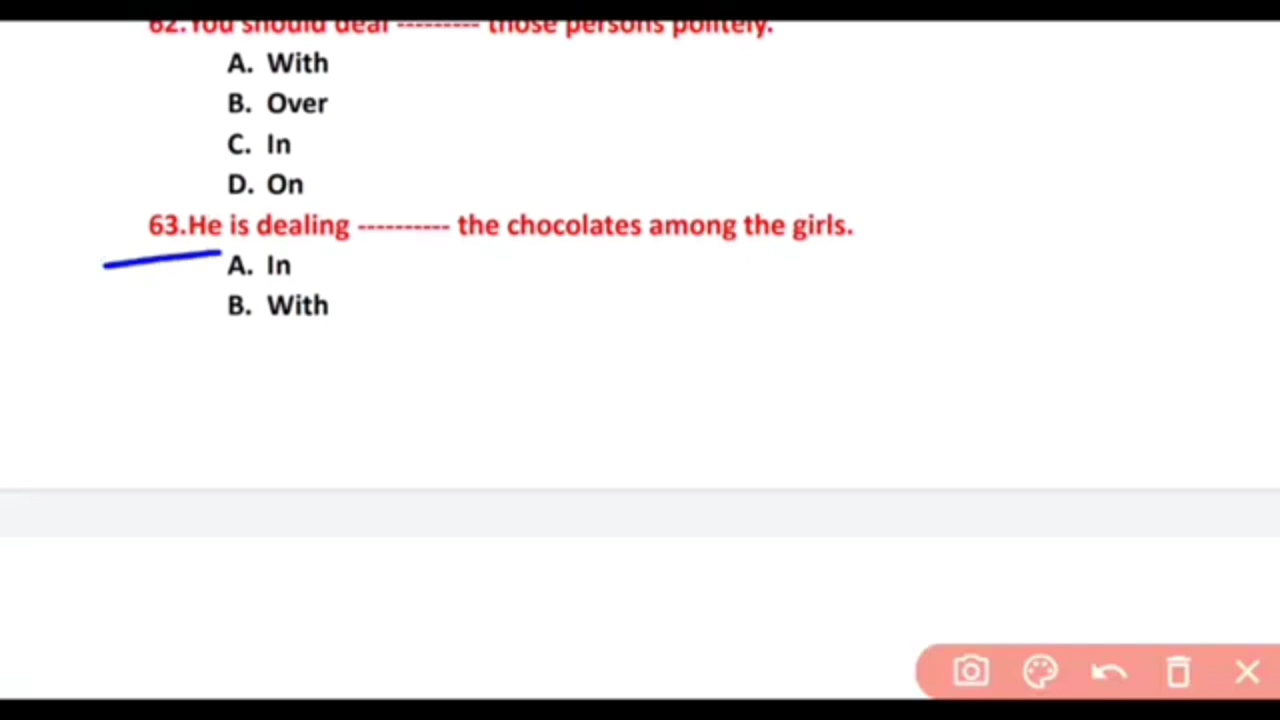 62. You should deal --------- those persons politely.
A. With
B. Over
C. In
D. On
63.He is dealing ---------- the chocolates among the girls.
A. In
B. With